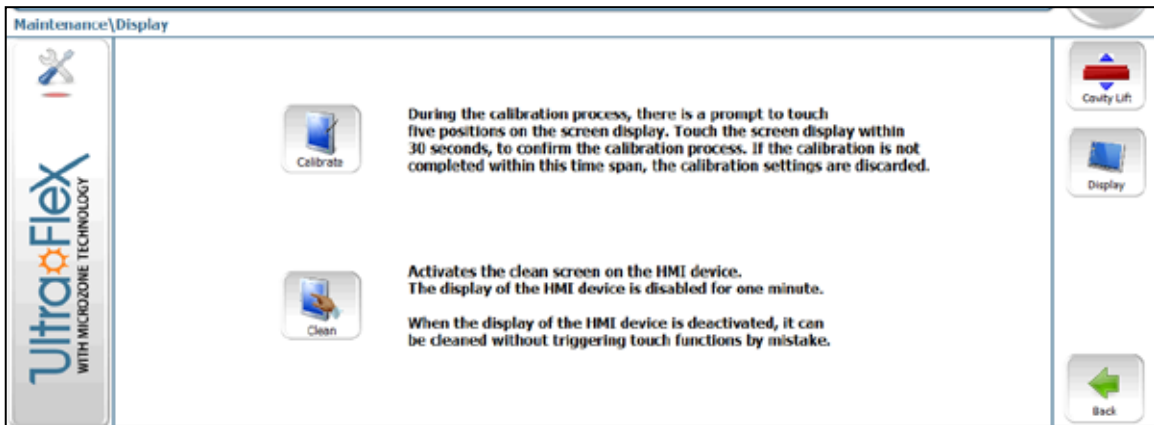 Maintenance\Display
UltraFleX
WITH MICROZONE TECHNOLOGY
Calibrate
During the calibration process, there is a prompt to touch
five positions on the screen display. Touch the screen display within
30 seconds, to confirm the calibration process. If the calibration is not
completed within this time span, the calibration settings are discarded.
Clean
Activates the clean screen on the HMI device.
The display of the HMI device is disabled for one minute.
When the display of the HMI device is deactivated, it can
be cleaned without triggering touch functions by mistake.
Cavity Lift
Display
Back